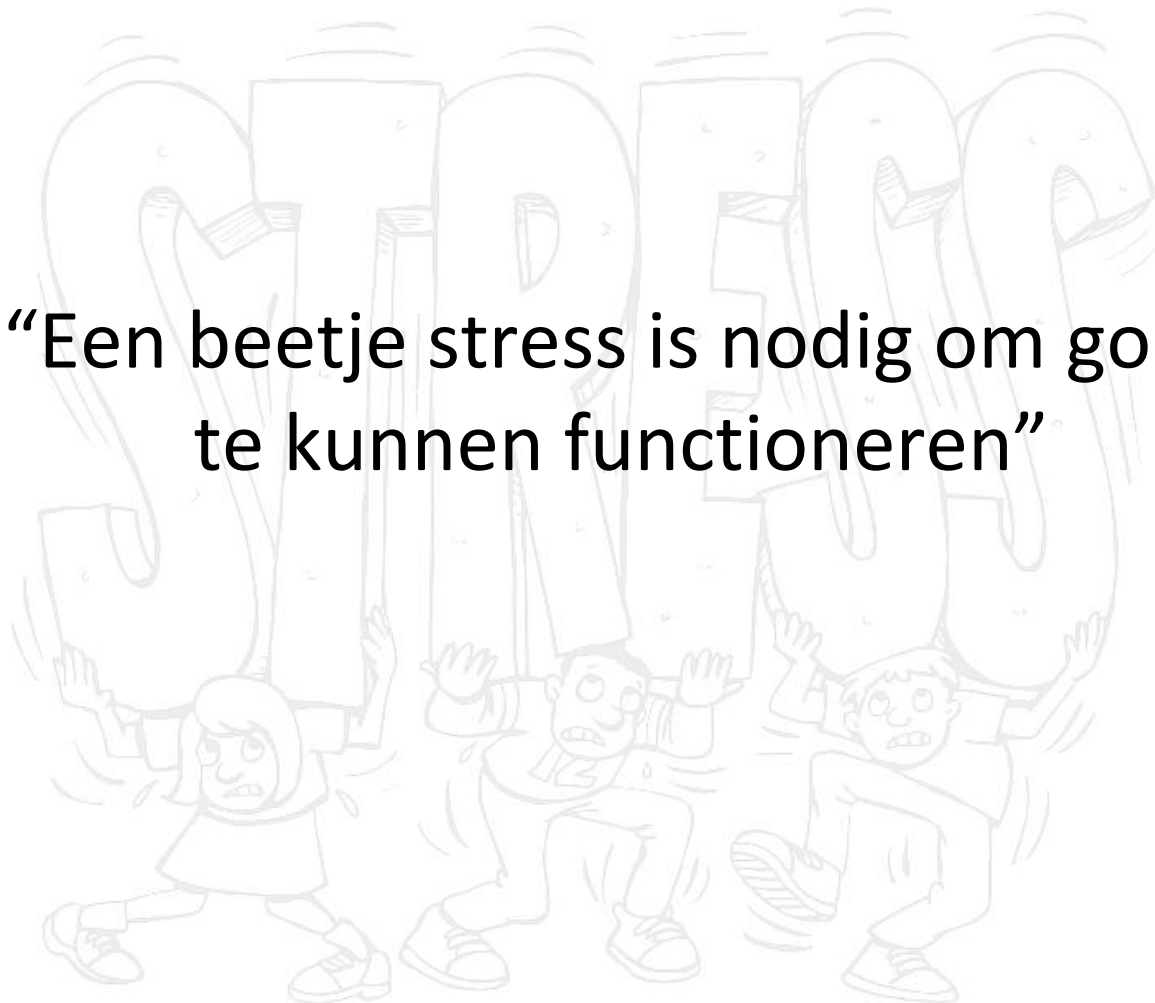 STRESS
“Een beetje stress is nodig om go
te kunnen functioneren”